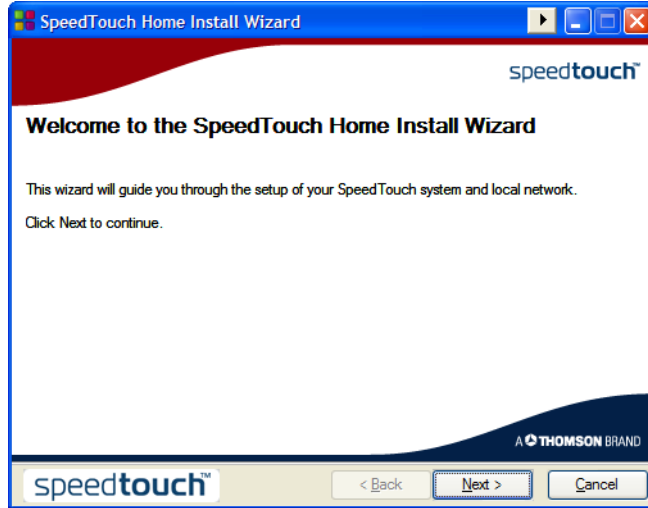 SpeedTouch Home Install Wizard
speedtouch™
Welcome to the SpeedTouch Home Install Wizard
This wizard will guide you through the setup of your SpeedTouch system and local network.
Click Next to continue.
A THOMSON BRAND
speedtouch™
< Back
Next >
Cancel